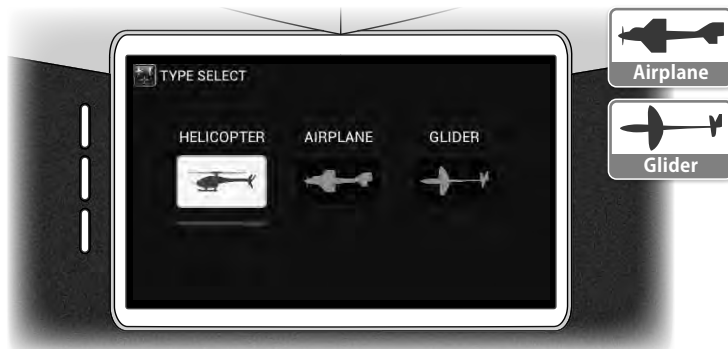 TYPE SELECT
HELICOPTER AIRPLANE GLIDER
Airplane
Glider